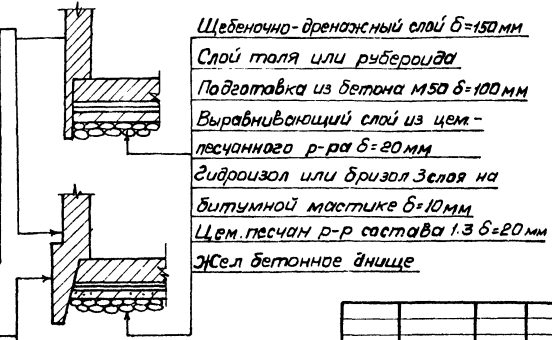 Щебеночно-дренажный слой δ=150мм
Слой толя или рубероида
Подготовка из бетона М50 δ=100мм
Выравнивающий слой из цем.-
песчанного р-ра δ=20мм
Гидроизол или бризол 3слоя на
битумной мастике δ=10мм
Цем.песчан р-р состава 1.3 δ=20мм
Жел бетонное днище